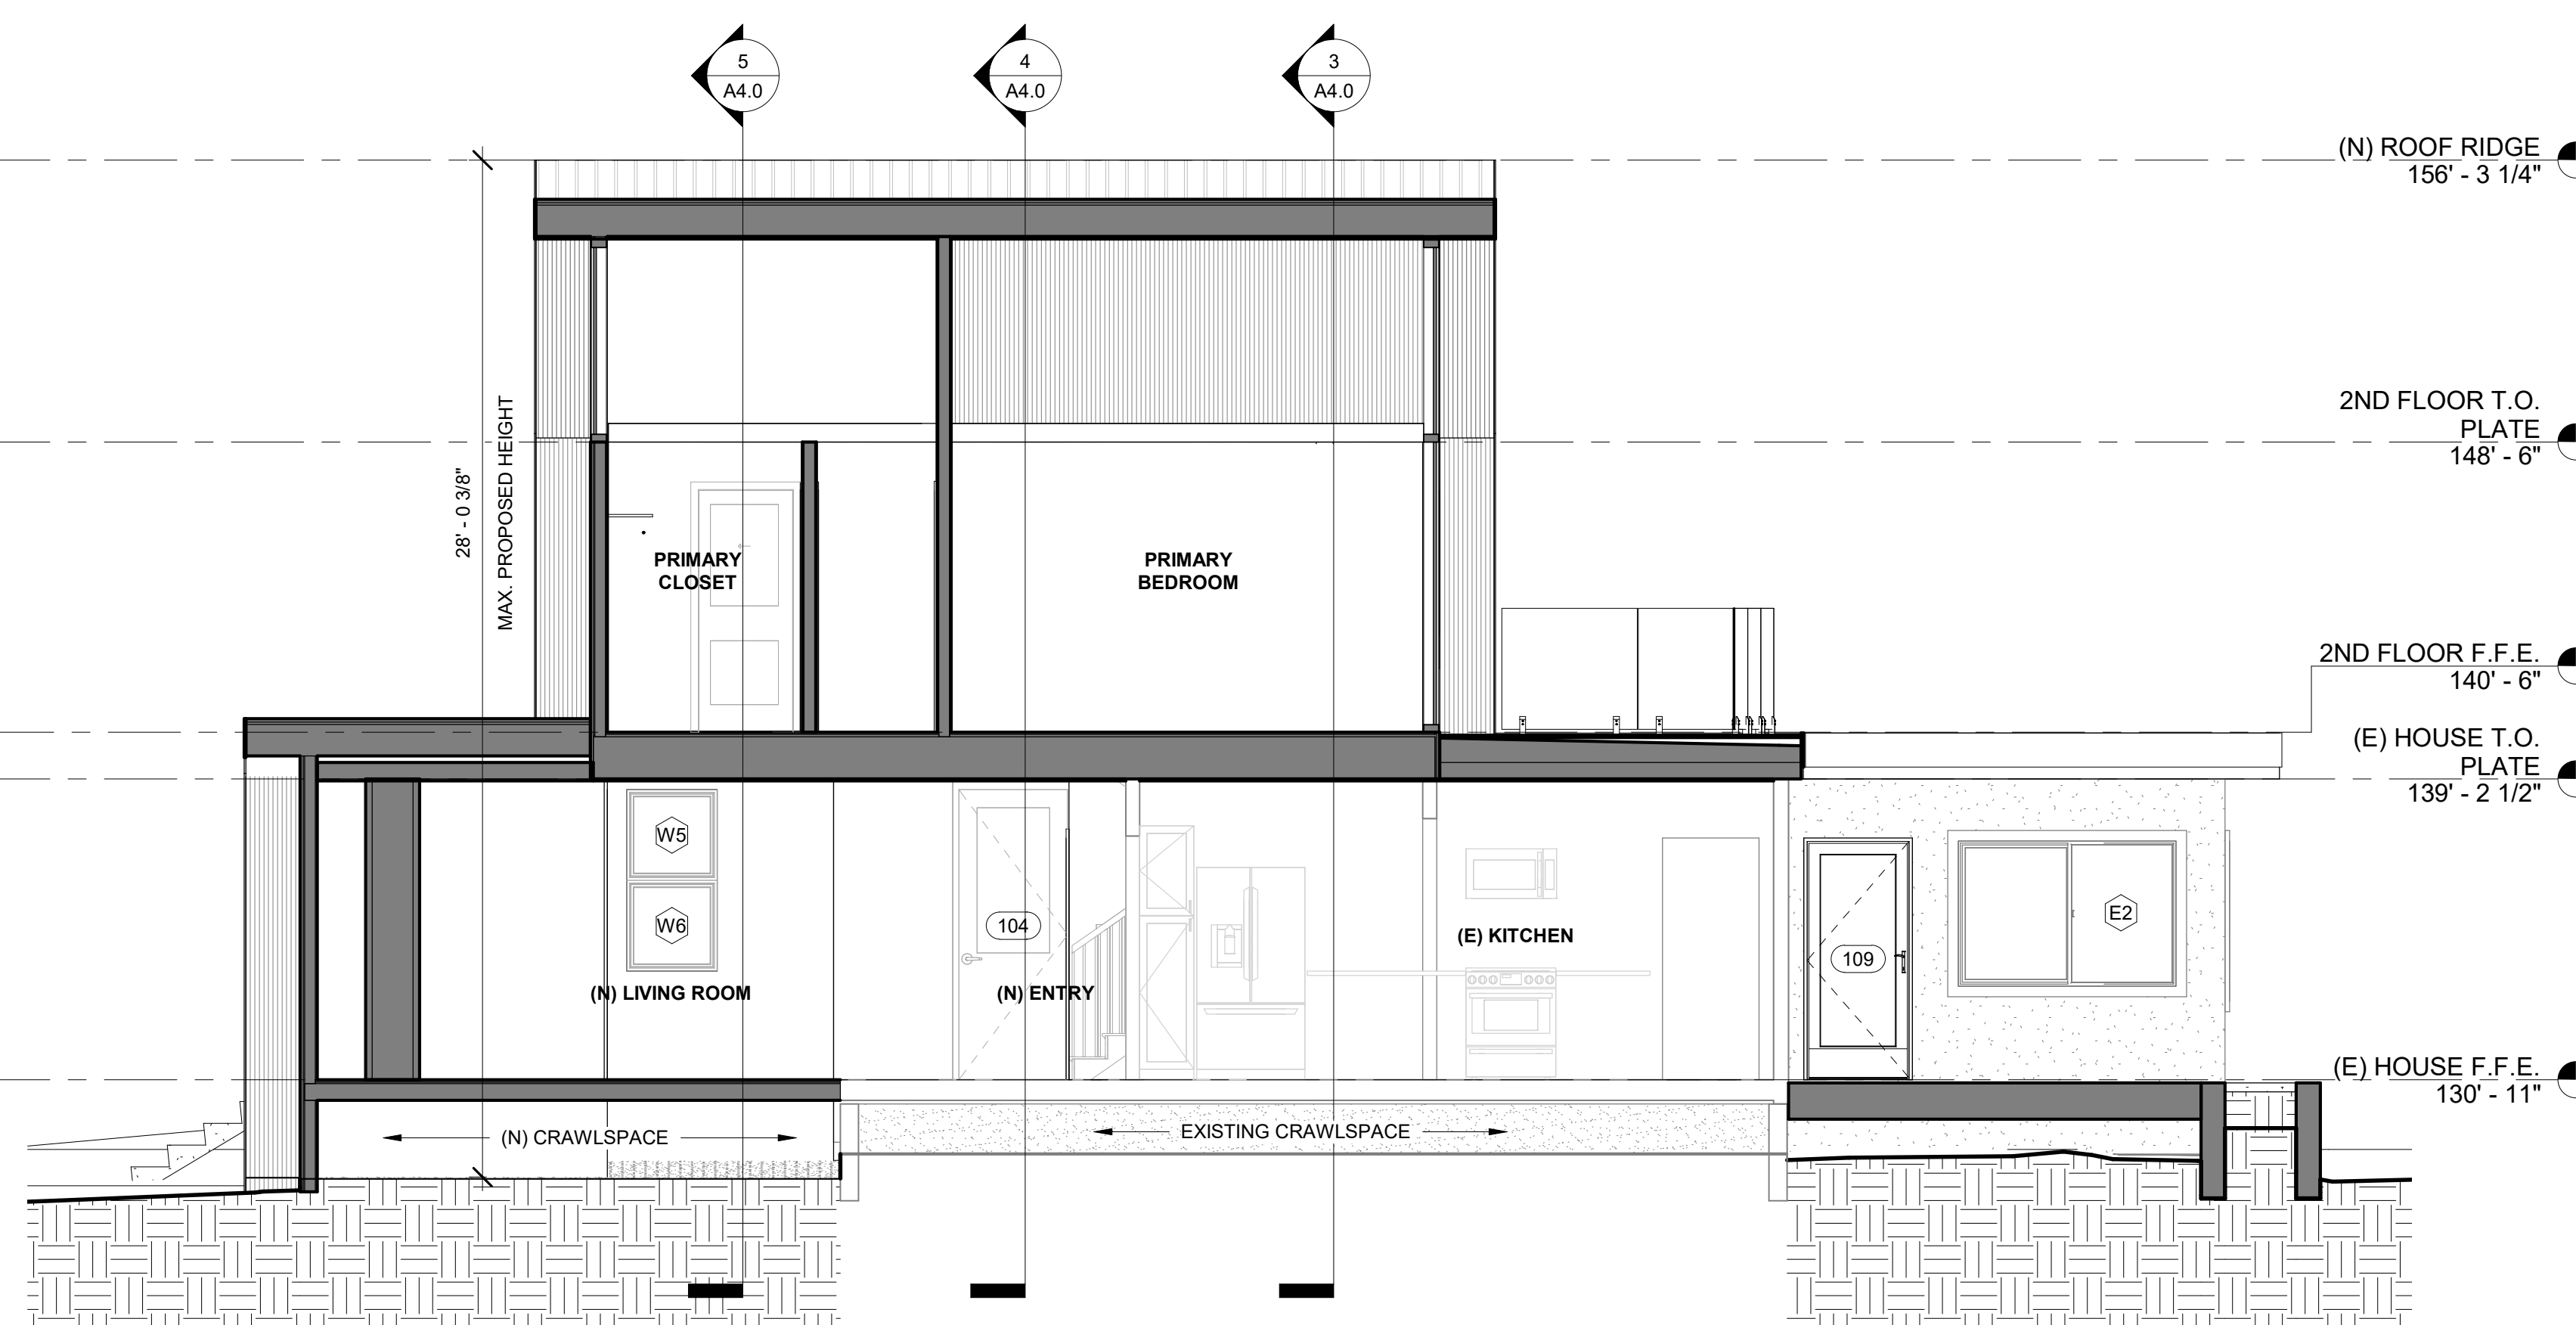 5
A4.0
4
A4.0
3
A4.0
(N) ROOF RIDGE
156' - 3 1/4"
2ND FLOOR T.O.
PLATE
148' - 6"
28' - 0 3/8"
MAX. PROPOSED HEIGHT
PRIMARY
CLOSET
PRIMARY
BEDROOM
2ND FLOOR F.F.E.
140' - 6"
(E) HOUSE T.O.
PLATE
139' - 2 1/2"
W5
W6
104
(E) KITCHEN
109
E2
(N) LIVING ROOM
(N) ENTRY
(E) HOUSE F.F.E.
130' - 11"
(N) CRAWLSPACE
EXISTING CRAWLSPACE